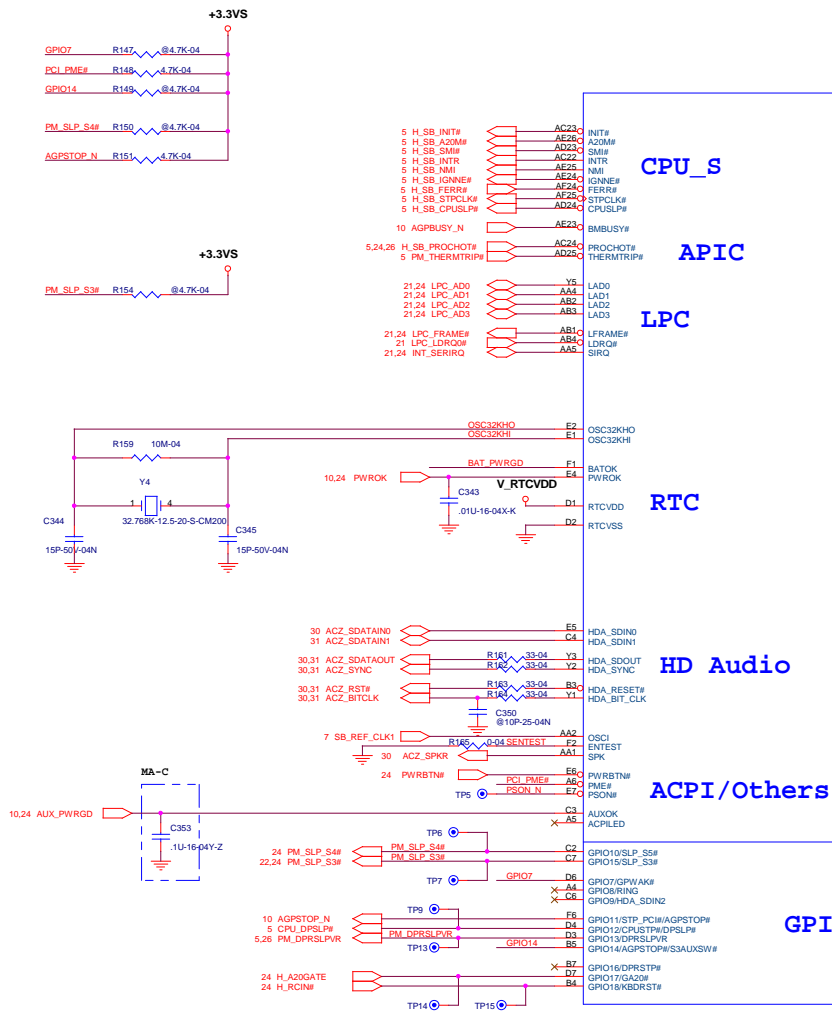 +3.3VS
GPIO7 R147 @4.7K-04
PCI_PME# R148 4.7K-04
GPIO14 R149 @4.7K-04
PM_SLP_S4# R150 @4.7K-04
AGPSTOP_N R151 4.7K-04
+3.3VS
PM_SLP_S3# R154 @4.7K-04
5 H_SB_INIT# AC23 INIT#
5 H_SB_A20M# AE26 A20M#
5 H_SB_SMI# AD23 SMI#
5 H_SB_INTR AC22 INTR
5 H_SB_NMI AE25 NMI
5 H_SB_IGNNE# AE24 IGNNE#
5 H_SB_FERR# AF24 FERR#
5 H_SB_STPCLK# AF25 STPCLK#
5 H_SB_CPUSLP# AD24 CPUSLP#
CPU_S
10 AGPBUSY_N AE23 BMBUSY#
5,24,26 H_SB_PROCHOT# AC24 PROCHOT#
5 PM_THERMTRIP# AD25 THERMTRIP#
APIC
21,24 LPC_AD0 Y5 LAD0
21,24 LPC_AD1 AA4 LAD1
21,24 LPC_AD2 AB2 LAD2
21,24 LPC_AD3 AB3 LAD3
LPC
21,24 LPC_FRAME# AB1 LFRAME#
21 LPC_LDRQ0# AB4 LDRQ#
21,24 INT_SERIRQ AA5 SIRQ
OSC32KHO E2 OSC32KHO
OSC32KHI E1 OSC32KHI
R159 10M-04
BAT_PWRGD F1 BATOK
10,24 PWROK E4 PWROK
Y4
1 4
32.768K-12.5-20-S-CM200
C343
.01U-16-04X-K
V_RTCVDD D1 RTCVDD
D2 RTCVSS
RTC
C344
15P-50V-04N
C345
15P-50V-04N
30 ACZ_SDATAIN0 E5 HDA_SDIN0
31 ACZ_SDATAIN1 C4 HDA_SDIN1
30,31 ACZ_SDATAOUT R161 33-04 Y3 HDA_SDOUT
30,31 ACZ_SYNC R162 33-04 Y2 HDA_SYNC
HD Audio
30,31 ACZ_RST# R163 33-04 B3 HDA_RESET#
30,31 ACZ_BITCLK R164 33-04 Y1 HDA_BIT_CLK
C350
@10P-25-04N
7 SB_REF_CLK1 AA2 OSCI
R165 0-04 SENTEST F2 ENTEST
30 ACZ_SPKR AA1 SPK
24 PWRBTN# E6 PWRBTN#
PCI_PME# A6 PME#
TP5 PSON_N E7 PSON#
ACPI/Others
MA-C
10,24 AUX_PWRGD C3 AUXOK
A5 ACPILED
C353
.1U-16-04Y-Z
TP6
24 PM_SLP_S4# PM_SLP_S4# C2 GPIO10/SLP_S5#
22,24 PM_SLP_S3# PM_SLP_S3# C7 GPIO15/SLP_S3#
TP7
GPIO7 D6 GPIO7/GPWAK#
A4 GPIO8/RING
C6 GPIO9/HDA_SDIN2
TP9
10 AGPSTOP_N F6 GPIO11/STP_PCI#/AGPSTOP#
5 CPU_DPSLP# D4 GPIO12/CPUSTP#/DPSLP#
5,26 PM_DPRSLPVR PM_DPRSLPVR D3 GPIO13/DPRSLPVR
TP13 GPIO14 B5 GPIO14/AGPSTOP#/S3AUXSW#
GPI
B7 GPIO16/DPRSTP#
24 H_A20GATE D7 GPIO17/GA20#
24 H_RCIN# B4 GPIO18/KBDRST#
TP14 TP15